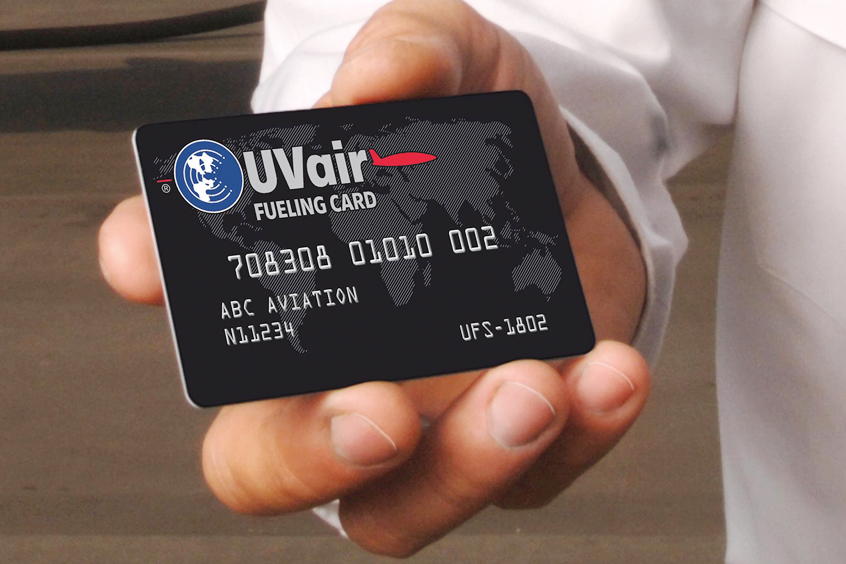 UVair
®
FUELING CARD
708308 01010 002
ABC AVIATION
N11234
UFS-1802